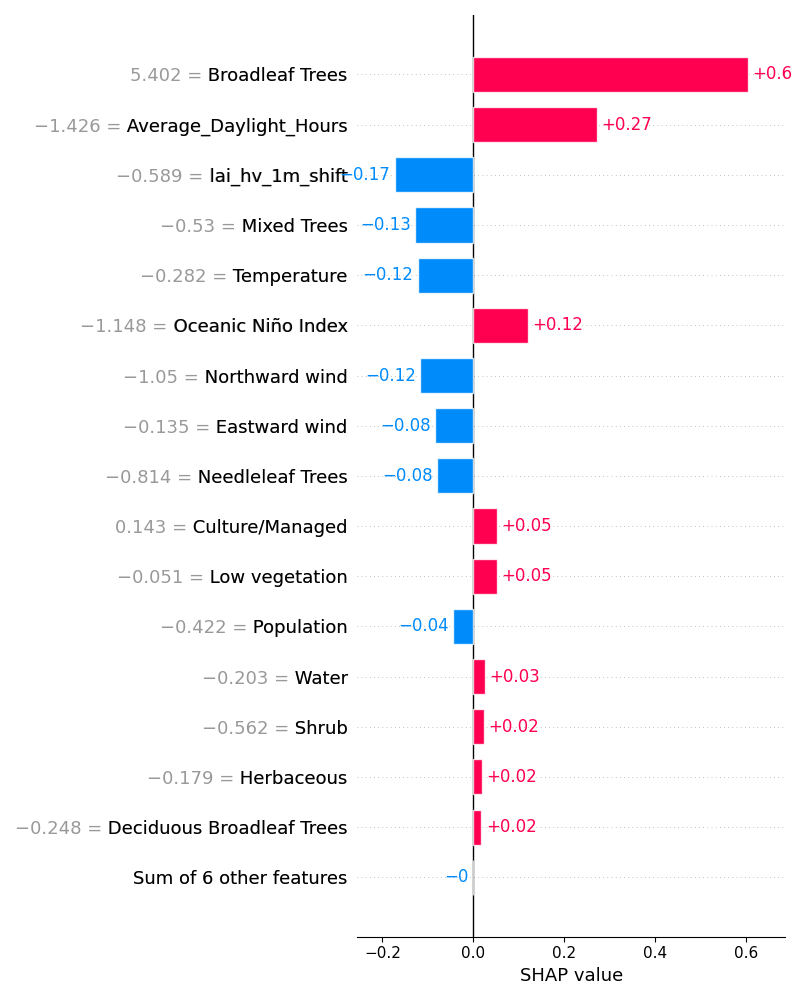 5.402 = Broadleaf Trees +0.6
−1.426 = Average_Daylight_Hours +0.27
−0.589 = lai_hv_1m_shift −0.17
−0.53 = Mixed Trees −0.13
−0.282 = Temperature −0.12
−1.148 = Oceanic Niño Index +0.12
−1.05 = Northward wind −0.12
−0.135 = Eastward wind −0.08
−0.814 = Needleleaf Trees −0.08
0.143 = Culture/Managed +0.05
−0.051 = Low vegetation +0.05
−0.422 = Population −0.04
−0.203 = Water +0.03
−0.562 = Shrub +0.02
−0.179 = Herbaceous +0.02
−0.248 = Deciduous Broadleaf Trees +0.02
Sum of 6 other features −0
−0.2 0.0 0.2 0.4 0.6
SHAP value